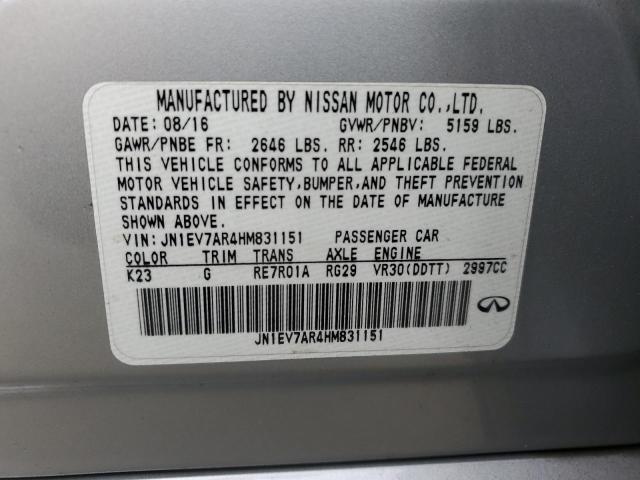 MANUFACTURED BY NISSAN MOTOR CO.,LTD.
DATE: 08/16 GVWR/PNBV: 5159 LBS.
GAWR/PNBE FR: 2646 LBS. RR: 2546 LBS.
THIS VEHICLE CONFORMS TO ALL APPLICABLE FEDERAL
MOTOR VEHICLE SAFETY,BUMPER,AND THEFT PREVENTION
STANDARDS IN EFFECT ON THE DATE OF MANUFACTURE
SHOWN ABOVE.
VIN: JN1EV7AR4HM831151 PASSENGER CAR
COLOR TRIM TRANS AXLE ENGINE
K23 G RE7R01A RG29 VR30(DDTT) 2997CC
JN1EV7AR4HM831151